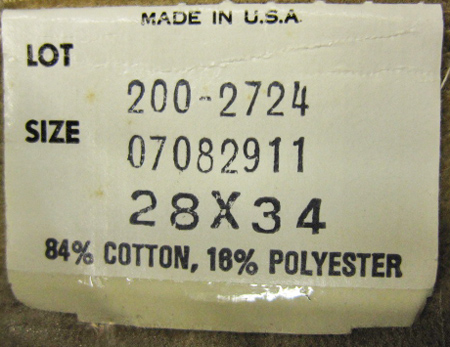 MADE IN U.S.A.
LOT
200-2724
SIZE
07082911
28X34
84% COTTON, 16% POLYESTER